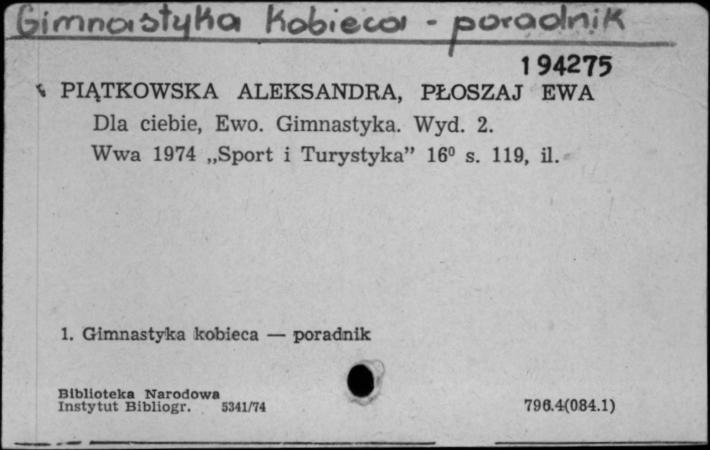 Gimnastyka kobieca - poradnik
194275
PIĄTKOWSKA ALEKSANDRA, PŁOSZAJ EWA
Dla ciebie, Ewo. Gimnastyka. Wyd. 2.
Wwa 1974 „Sport i Turystyka” 16⁰ s. 119, il.
1. Gimnastyka kobieca — poradnik
Biblioteka Narodowa
Instytut Bibliogr. 5341/74
796.4(084.1)